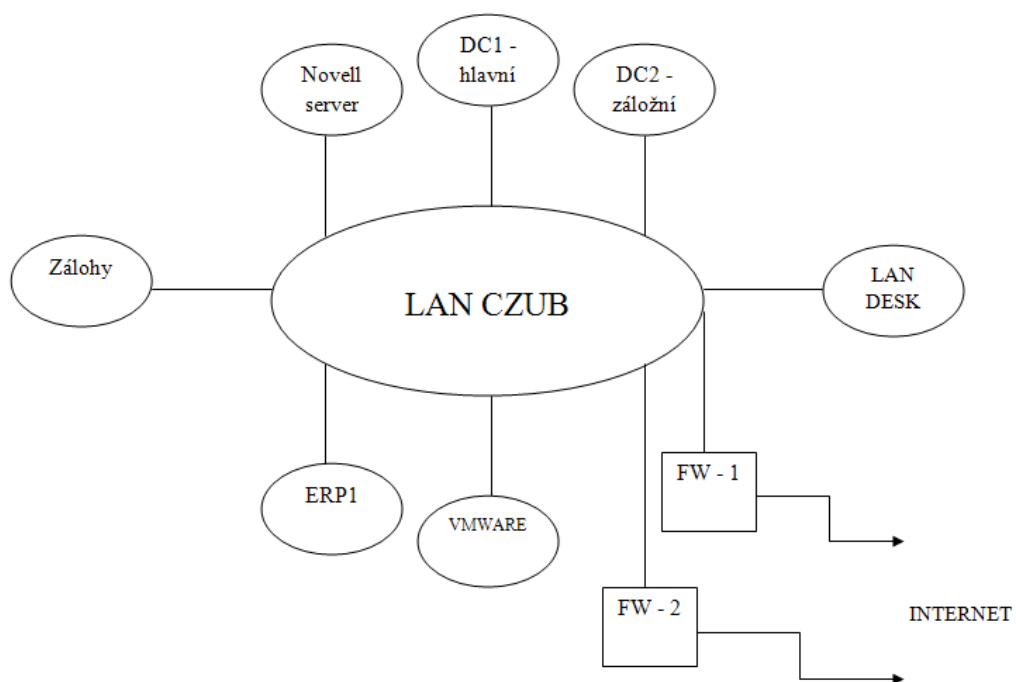 Novell
server
DC1 -
hlavní
DC2 -
záložní
Zálohy
LAN CZUB
LAN
DESK
ERP1
VMWARE
FW - 1
FW - 2
INTERNET